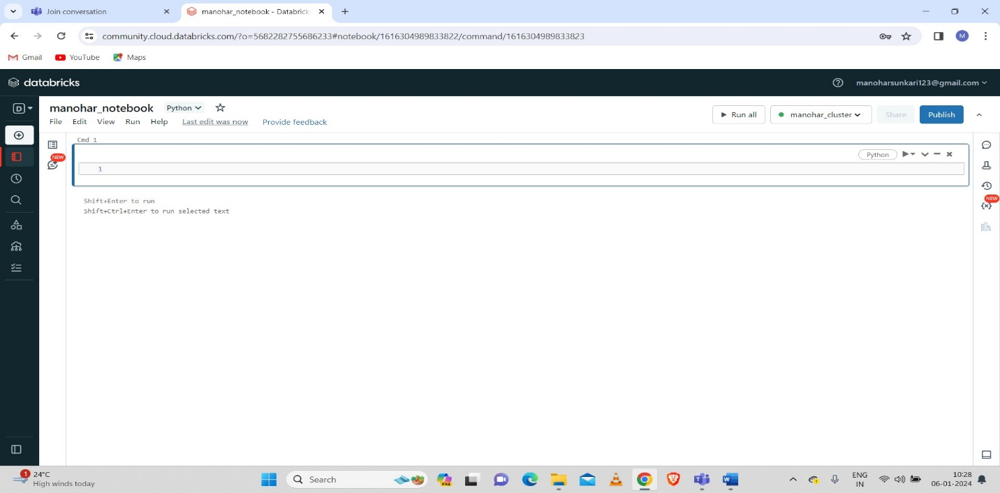 Join conversation
manohar_notebook - Databrick
community.cloud.databricks.com/?o=5682282755686233#notebook/1616304989833822/command/1616304989833823
M
Gmail YouTube Maps
databricks
manoharsunkari123@gmail.com
D
manohar_notebook Python
Run all manohar_cluster Share Publish
File Edit View Run Help Last edit was now Provide feedback
Cmd 1
NEW
Python
1
Shift+Enter to run
Shift+Ctrl+Enter to run selected text
NEW
1
24°C
High winds today
Search
PRE
ENG
IN
10:28
06-01-2024